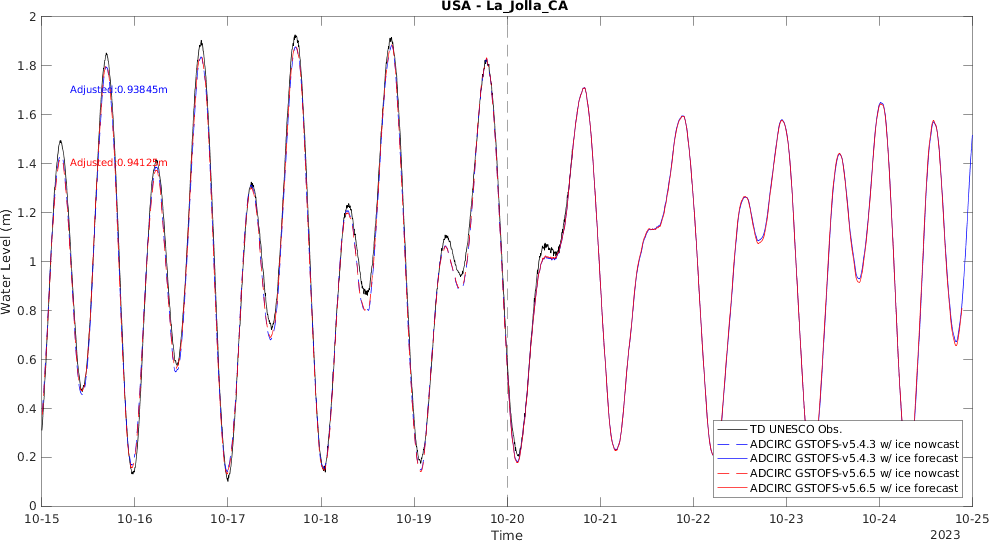 USA - La_Jolla_CA
Water Level (m)
2
1.8
1.6
1.4
1.2
1
0.8
0.6
0.4
0.2
0
Adjusted:0.93845m
Adjusted:0.94125m
TD UNESCO Obs.
ADCIRC GSTOFS-v5.4.3 w/ ice nowcast
ADCIRC GSTOFS-v5.4.3 w/ ice forecast
ADCIRC GSTOFS-v5.6.5 w/ ice nowcast
ADCIRC GSTOFS-v5.6.5 w/ ice forecast
10-15 10-16 10-17 10-18 10-19 10-20 10-21 10-22 10-23 10-24 10-25
Time
2023